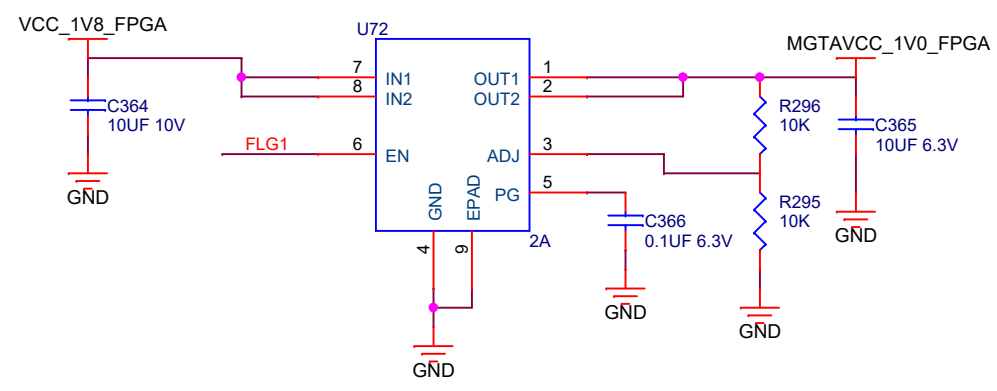 VCC_1V8_FPGA
U72
MGTAVCC_1V0_FPGA
7
IN1
OUT1
1
8
IN2
OUT2
2
C364
10UF 10V
R296
10K
C365
10UF 6.3V
FLG1
6
EN
ADJ
3
PG
5
GND
EPAD
R295
10K
C366
0.1UF 6.3V
4
9
2A
GND
GND
GND
GND
GND